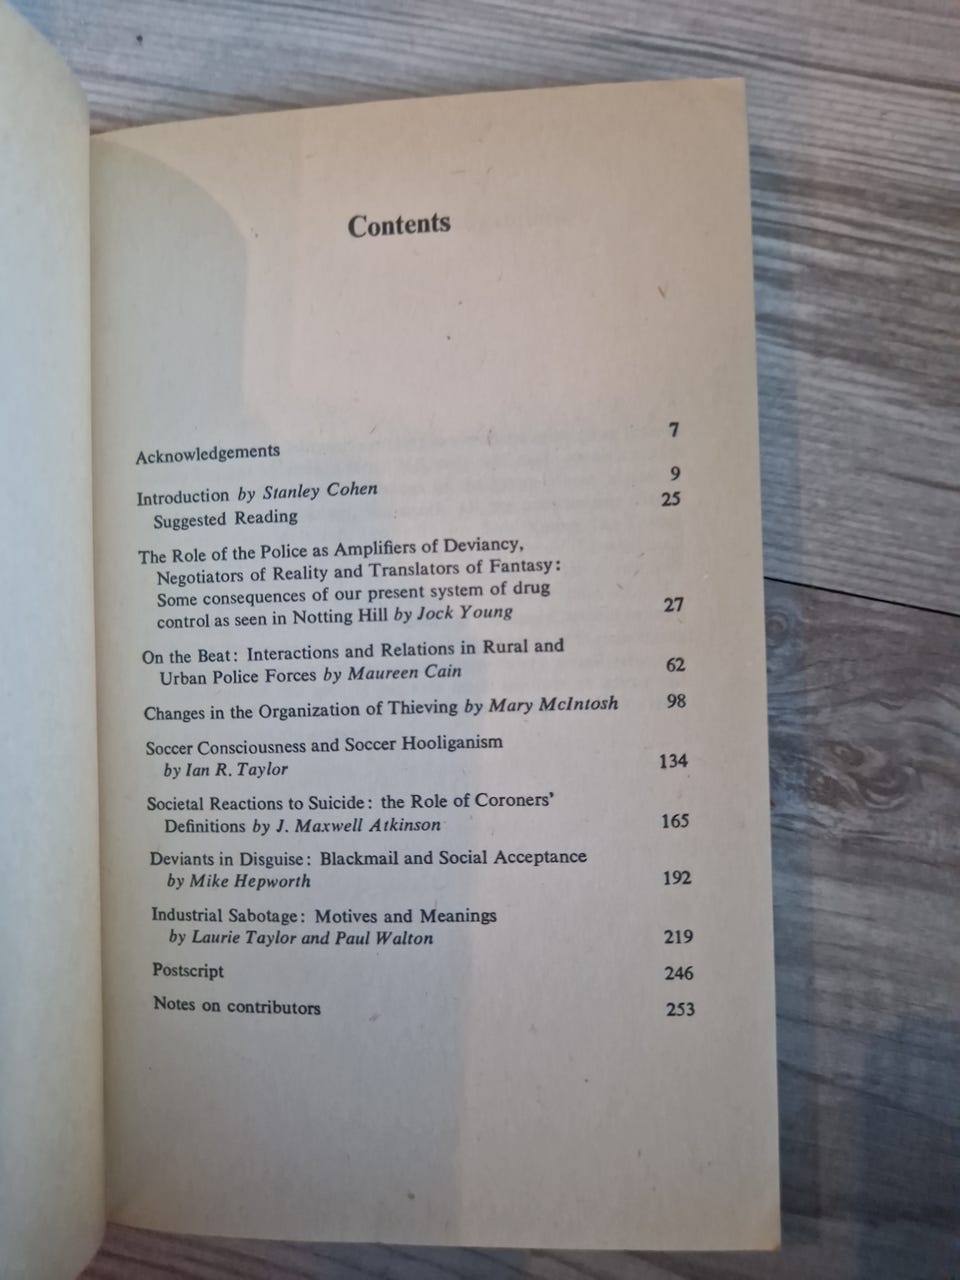 Contents
Acknowledgements 7
Introduction by Stanley Cohen 9
Suggested Reading 25
The Role of the Police as Amplifiers of Deviancy,
Negotiators of Reality and Translators of Fantasy:
Some consequences of our present system of drug
control as seen in Notting Hill by Jock Young 27
On the Beat: Interactions and Relations in Rural and
Urban Police Forces by Maureen Cain 62
Changes in the Organization of Thieving by Mary McIntosh 98
Soccer Consciousness and Soccer Hooliganism
by Ian R. Taylor 134
Societal Reactions to Suicide: the Role of Coroners'
Definitions by J. Maxwell Atkinson 165
Deviants in Disguise: Blackmail and Social Acceptance
by Mike Hepworth 192
Industrial Sabotage: Motives and Meanings
by Laurie Taylor and Paul Walton 219
Postscript 246
Notes on contributors 253